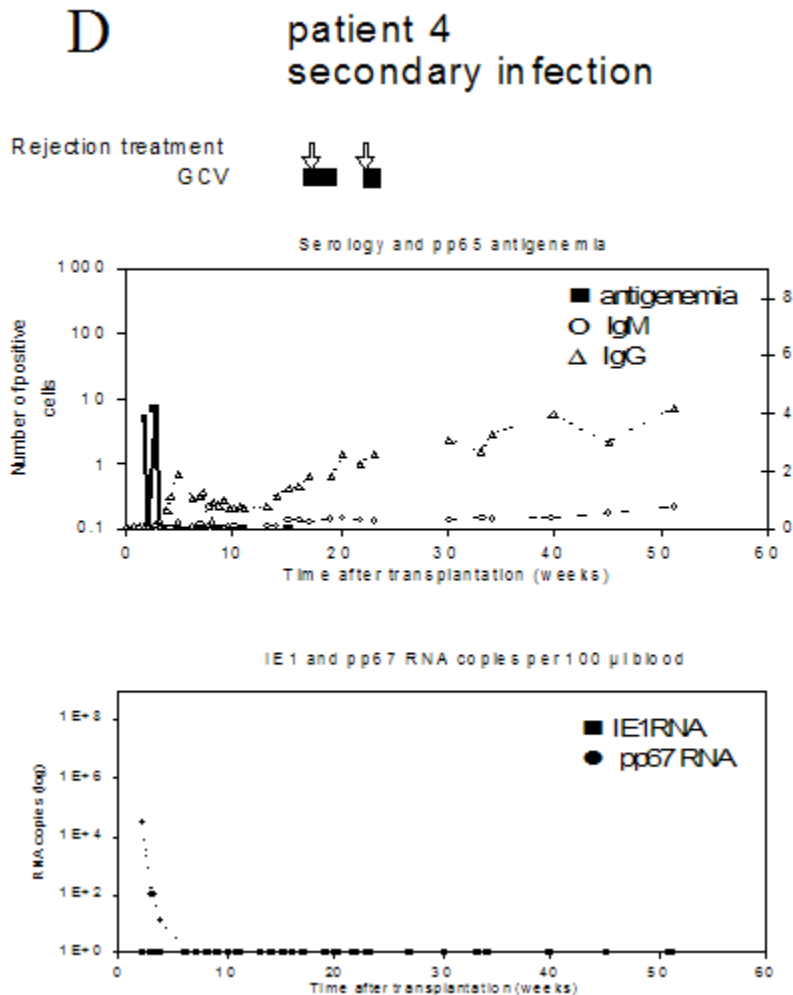 D
patient 4
secondary infection
Rejection treatment
GCV
Serology and pp65 antigenemia
Number of positive
cells
1000
100
10
1
0.1
antigenemia
IgM
IgG
8
6
4
2
0
0 10 20 30 40 50 60
Time after transplantation (weeks)
IE1 and pp67 RNA copies per 100 µl blood
RNA copies (log)
1E+8
1E+6
1E+4
1E+2
1E+0
IE1RNA
pp67 RNA
0 10 20 30 40 50 60
Time after transplantation (weeks)